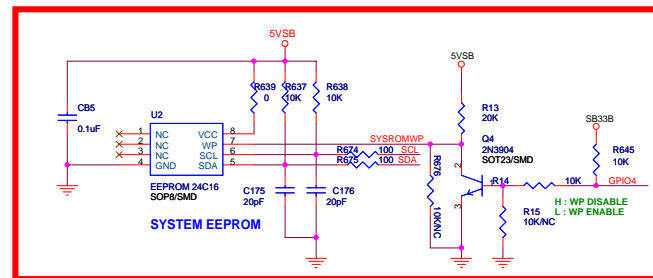 5VSB
R639
0
R637
10K
R638
10K
CB5
0.1uF
U2
1 NC VCC 8
2 NC WP 7
3 NC SCL 6
4 GND SDA 5
EEPROM 24C16
SOP8/SMD
SYSROMWP
R674 100 SCL
R675 100 SDA
C175
20pF
C176
20pF
SYSTEM EEPROM
R676
10K/NC
5VSB
R13
20K
Q4
2N3904
SOT23/SMD
2
3
1
R14
10K
R15
10K/NC
SB33B
R645
10K
GPIO4
H : WP DISABLE
L : WP ENABLE